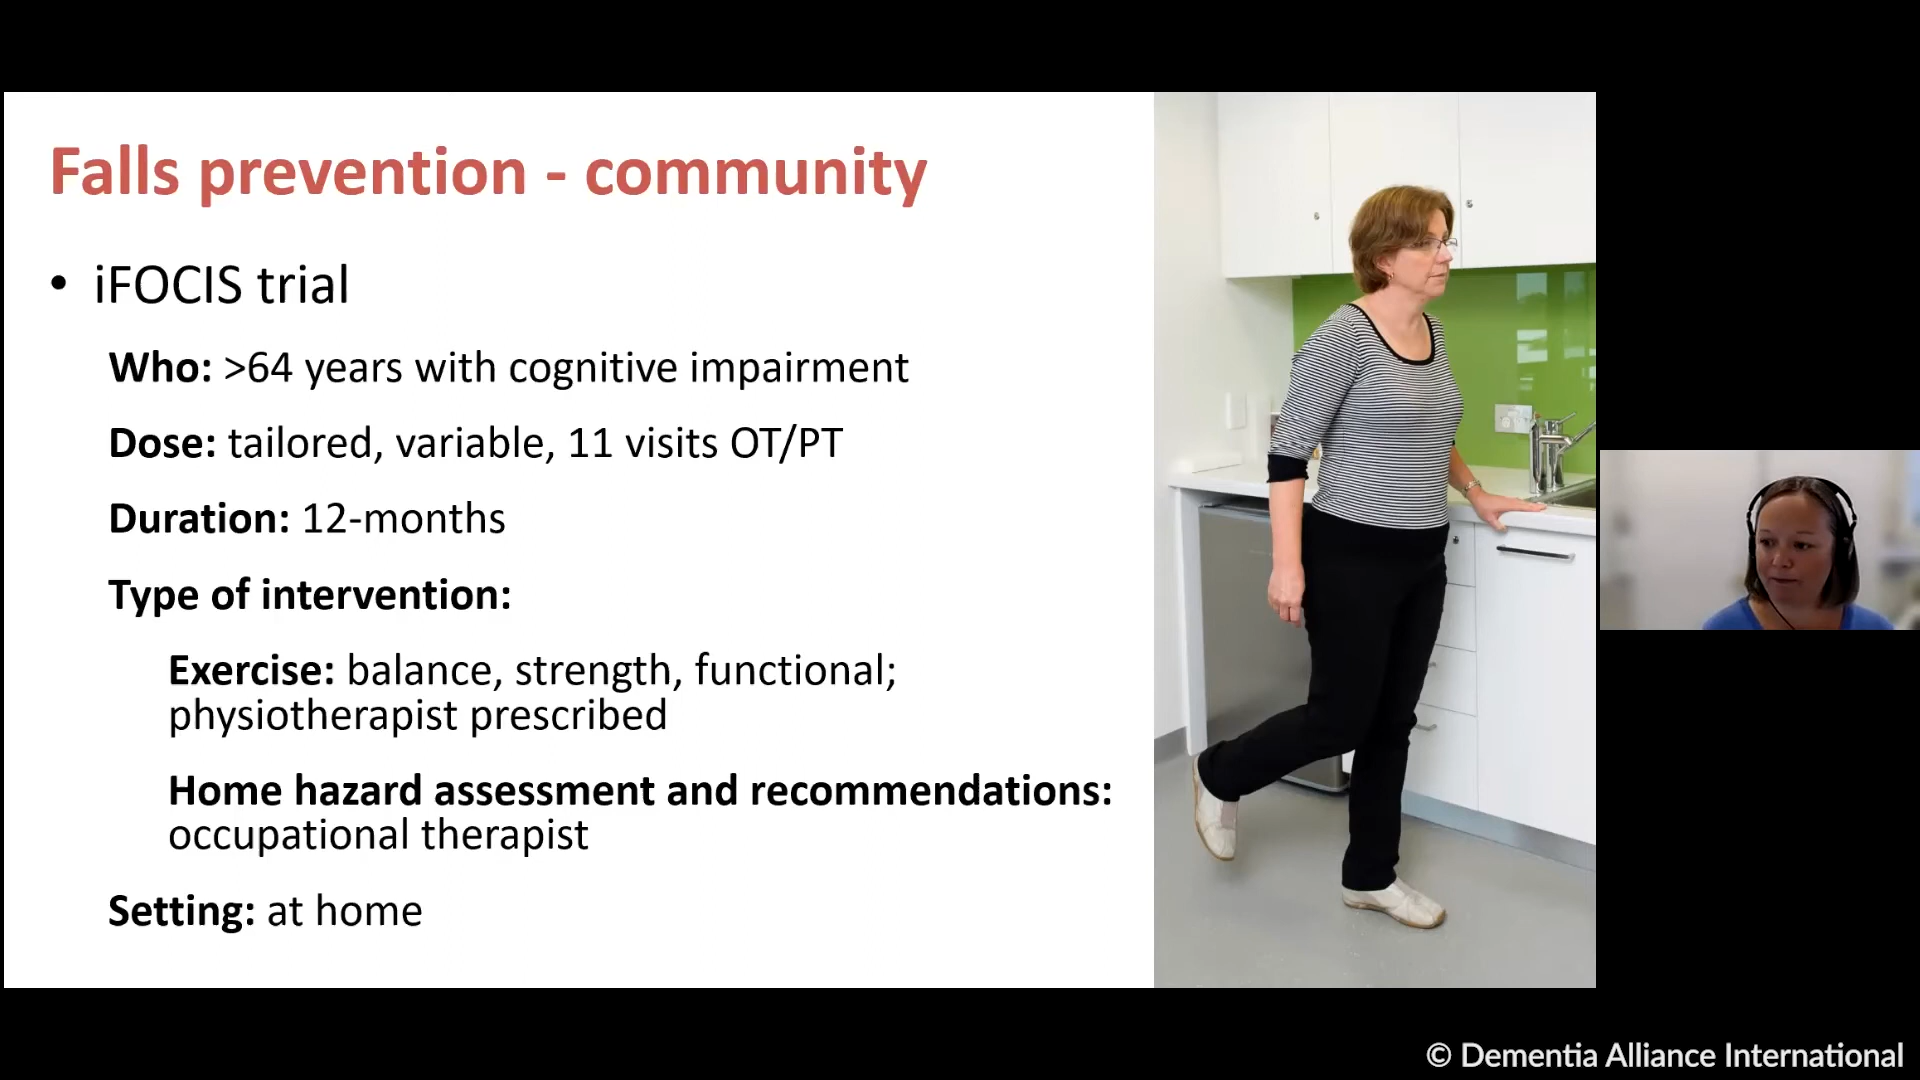 Falls prevention - community
• iFOCIS trial
Who: >64 years with cognitive impairment
Dose: tailored, variable, 11 visits OT/PT
Duration: 12-months
Type of intervention:
Exercise: balance, strength, functional;
physiotherapist prescribed
Home hazard assessment and recommendations:
occupational therapist
Setting: at home
© Dementia Alliance International